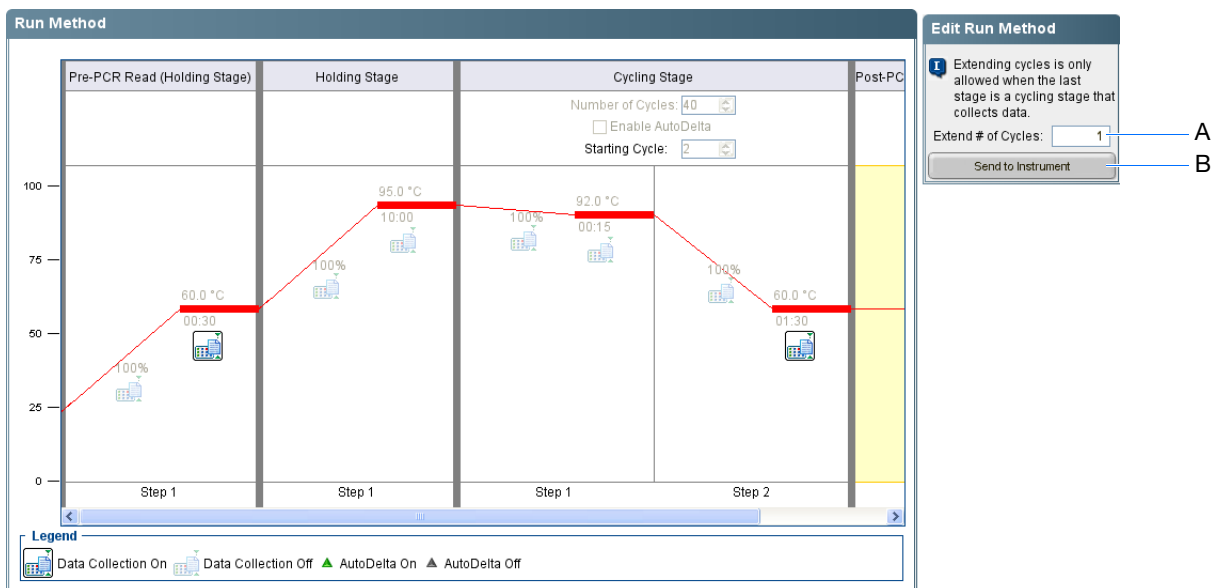 Run Method
Pre-PCR Read (Holding Stage)
Holding Stage
Cycling Stage
Post-PC
Number of Cycles: 40
Enable AutoDelta
Starting Cycle: 2
100
75
50
25
0
100%
60.0 °C
00:30
100%
95.0 °C
10:00
100%
92.0 °C
00:15
100%
60.0 °C
01:30
Step 1
Step 1
Step 1
Step 2
Legend
Data Collection On
Data Collection Off
AutoDelta On
AutoDelta Off
Edit Run Method
Extending cycles is only
allowed when the last
stage is a cycling stage that
collects data.
Extend # of Cycles: 1
A
Send to Instrument
B